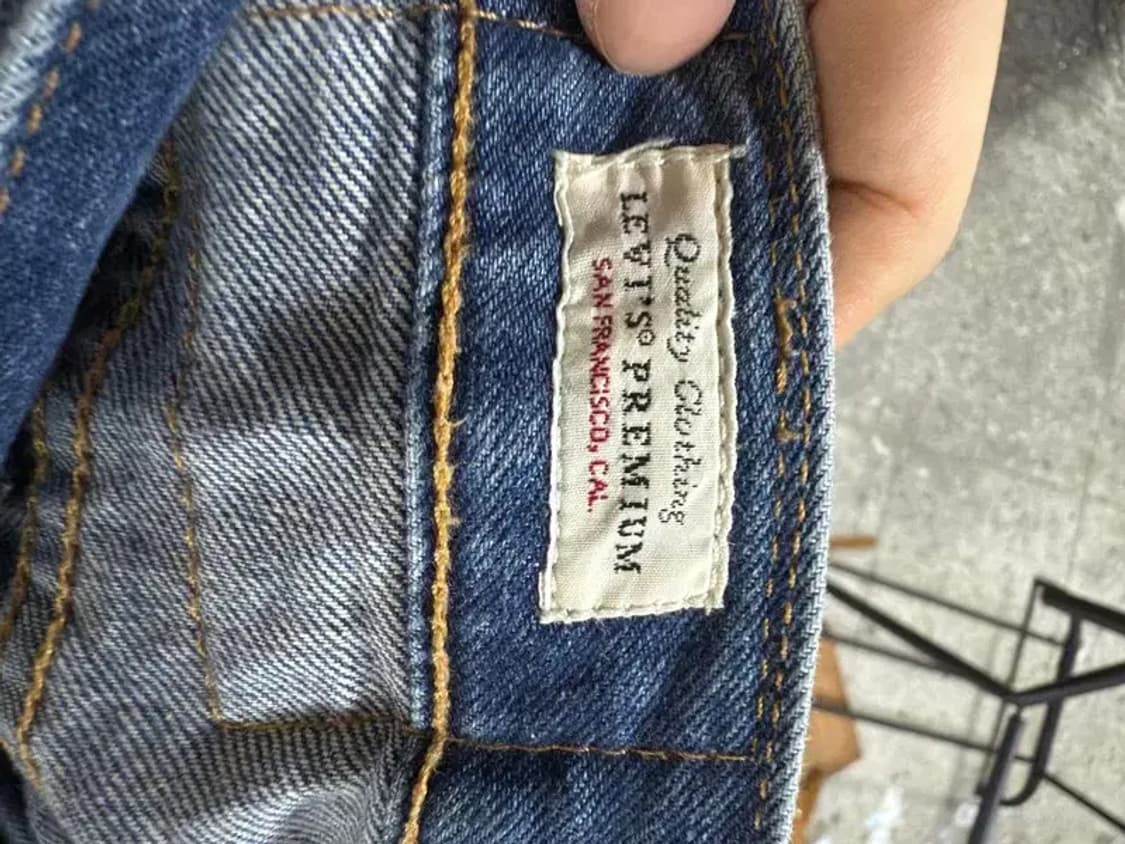 Quality Clothing
LEVI'S® PREMIUM
SAN FRANCISCO, CAL.